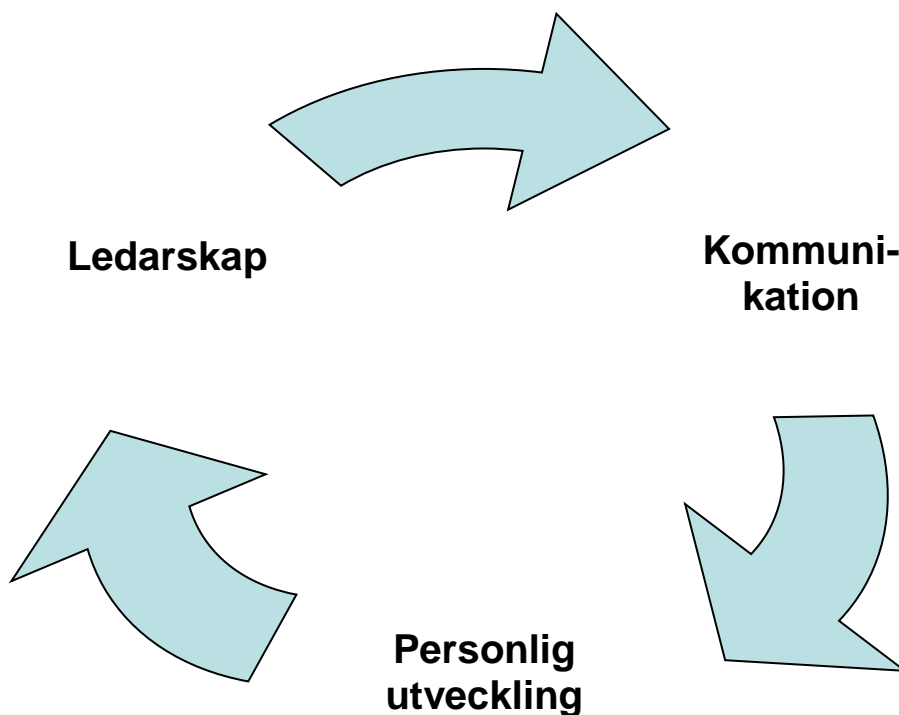 Ledarskap
Kommuni-
kation
Personlig
utveckling